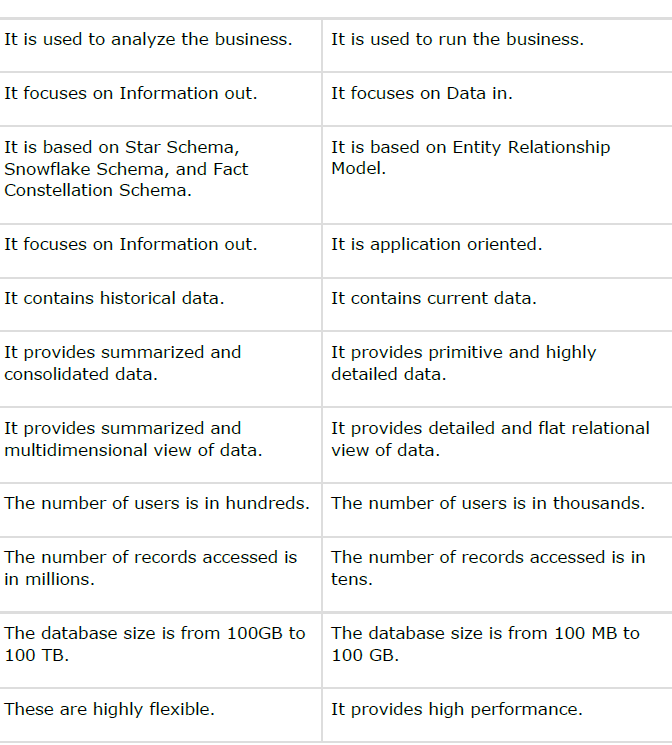 It is used to analyze the business.
It is used to run the business.
It focuses on Information out.
It focuses on Data in.
It is based on Star Schema,
Snowflake Schema, and Fact
Constellation Schema.
It is based on Entity Relationship
Model.
It focuses on Information out.
It is application oriented.
It contains historical data.
It contains current data.
It provides summarized and
consolidated data.
It provides primitive and highly
detailed data.
It provides summarized and
multidimensional view of data.
It provides detailed and flat relational
view of data.
The number of users is in hundreds.
The number of users is in thousands.
The number of records accessed is
in millions.
The number of records accessed is in
tens.
The database size is from 100GB to
100 TB.
The database size is from 100 MB to
100 GB.
These are highly flexible.
It provides high performance.